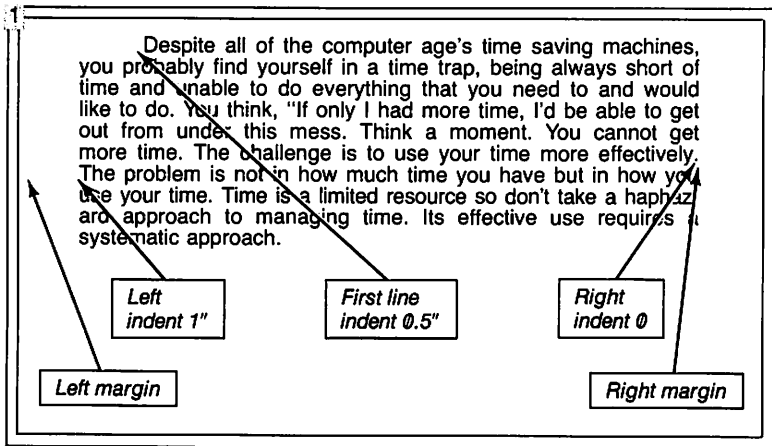 1
Despite all of the computer age's time saving machines,
you probably find yourself in a time trap, being always short of
time and unable to do everything that you need to and would
like to do. You think, "If only I had more time, I'd be able to get
out from under this mess. Think a moment. You cannot get
more time. The challenge is to use your time more effectively.
The problem is not in how much time you have but in how you
use your time. Time is a limited resource so don't take a haphaz
ard approach to managing time. Its effective use requires a
systematic approach.
Left
indent 1"
First line
indent 0.5"
Right
indent 0
Left margin
Right margin